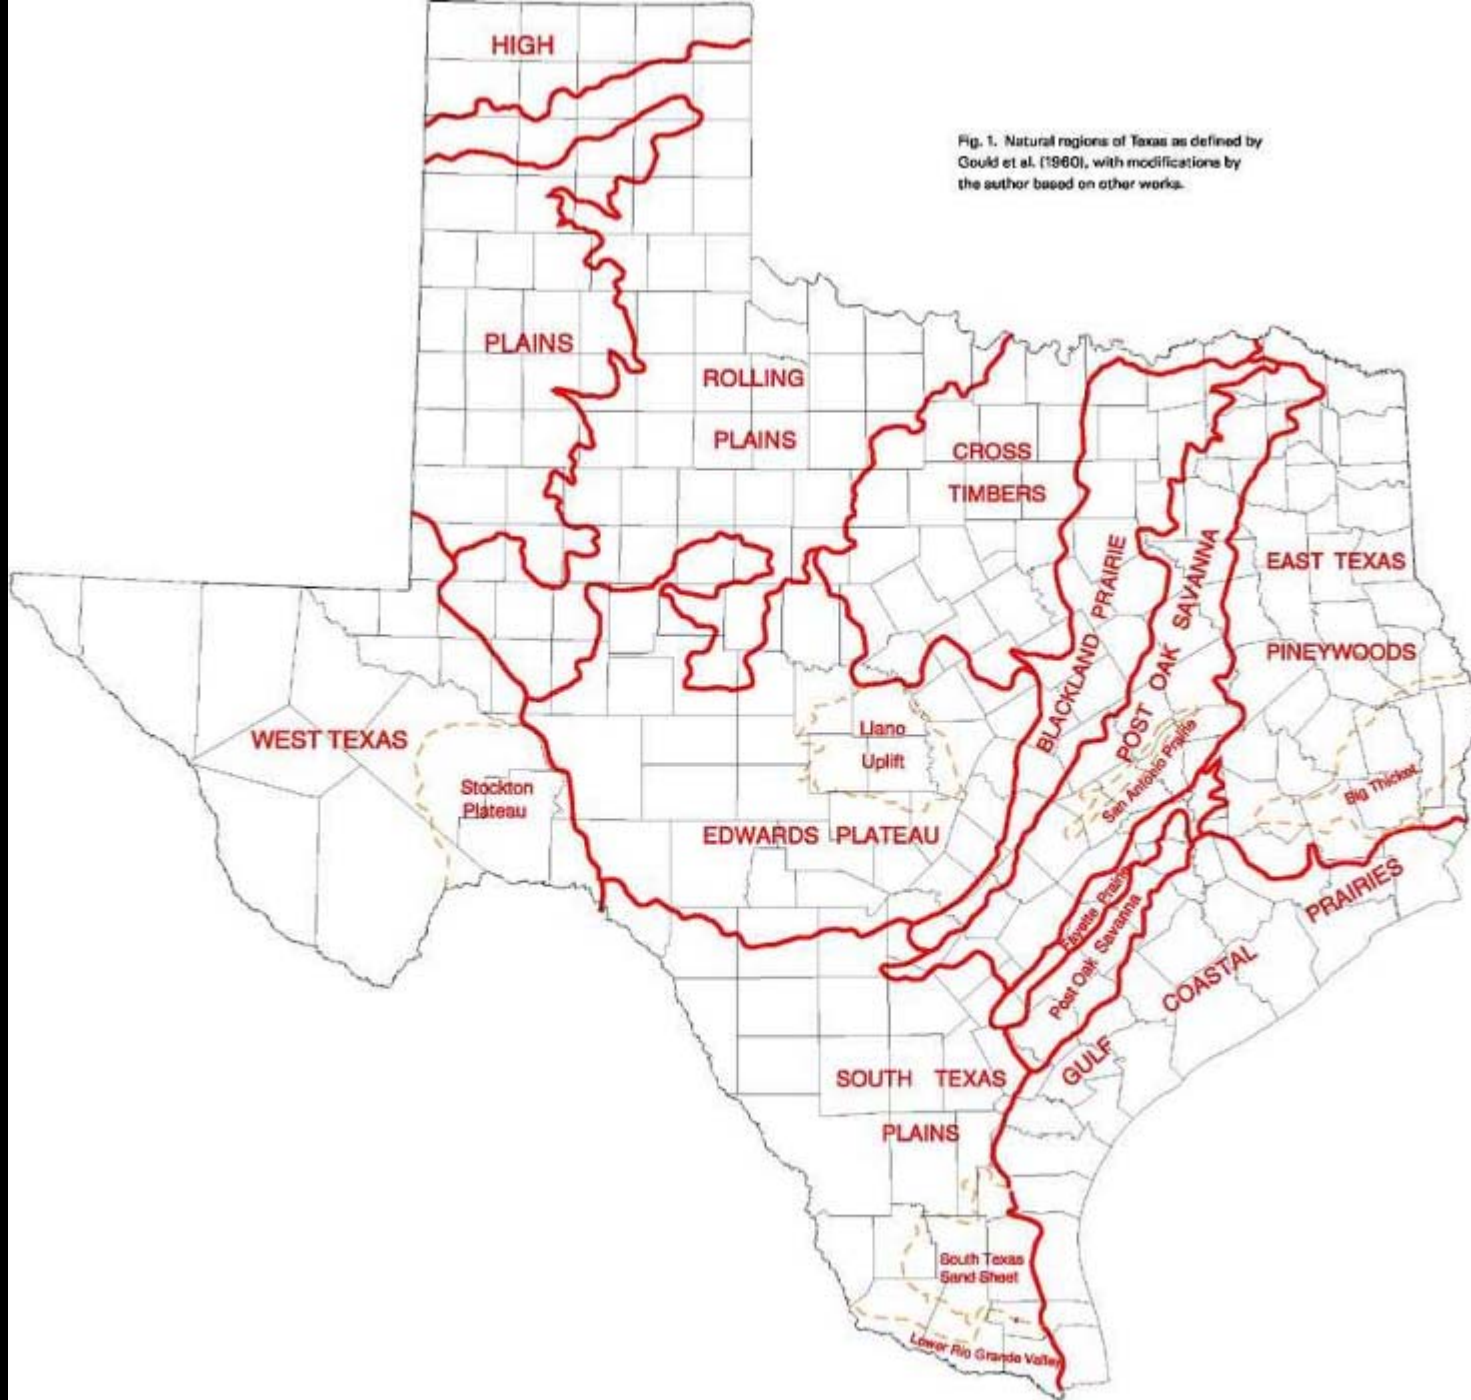 HIGH
Fig. 1. Natural regions of Texas as defined by
Gould et al. (1960), with modifications by
the author based on other works.
PLAINS
ROLLING
PLAINS
CROSS
TIMBERS
BLACKLAND PRAIRIE
POST OAK SAVANNA
EAST TEXAS
PINEYWOODS
WEST TEXAS
Stockton
Plateau
Llano
Uplift
San Antonio Prairie
Big Thicket
EDWARDS PLATEAU
Fayette Prairie
Post Oak Savanna
GULF COASTAL PRAIRIES
SOUTH TEXAS
PLAINS
South Texas
Sand Sheet
Lower Rio Grande Valley